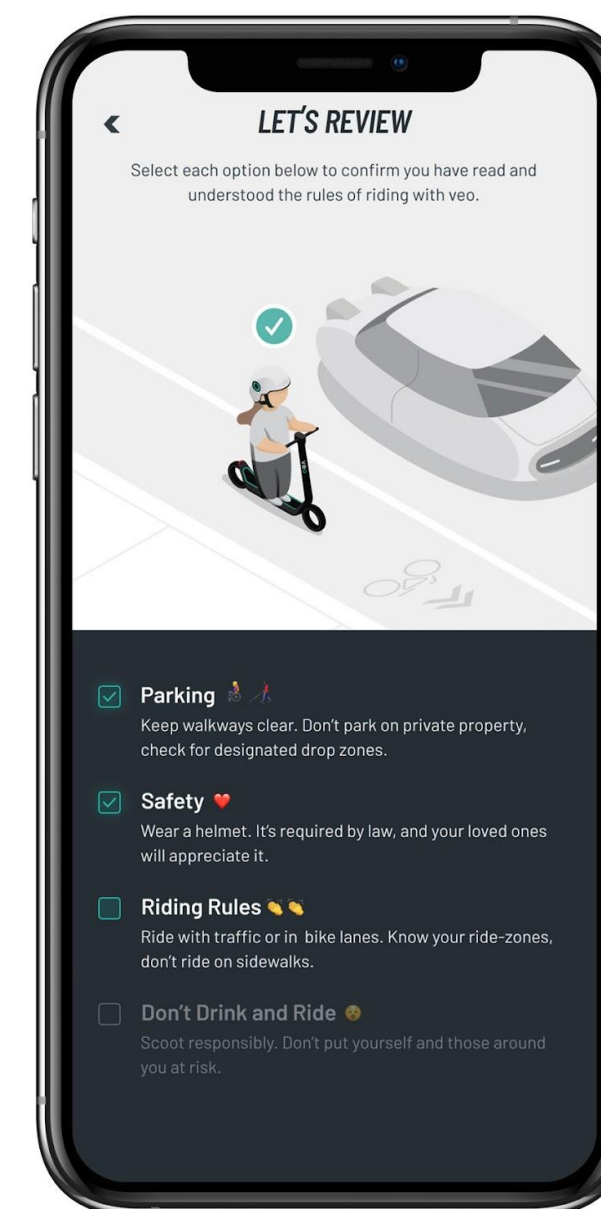 LET'S REVIEW
Select each option below to confirm you have read and
understood the rules of riding with veo.
veo
Parking
Keep walkways clear. Don't park on private property,
check for designated drop zones.
Safety
Wear a helmet. It's required by law, and your loved ones
will appreciate it.
Riding Rules
Ride with traffic or in bike lanes. Know your ride-zones,
don't ride on sidewalks.
Don't Drink and Ride
Scoot responsibly. Don't put yourself and those around
you at risk.